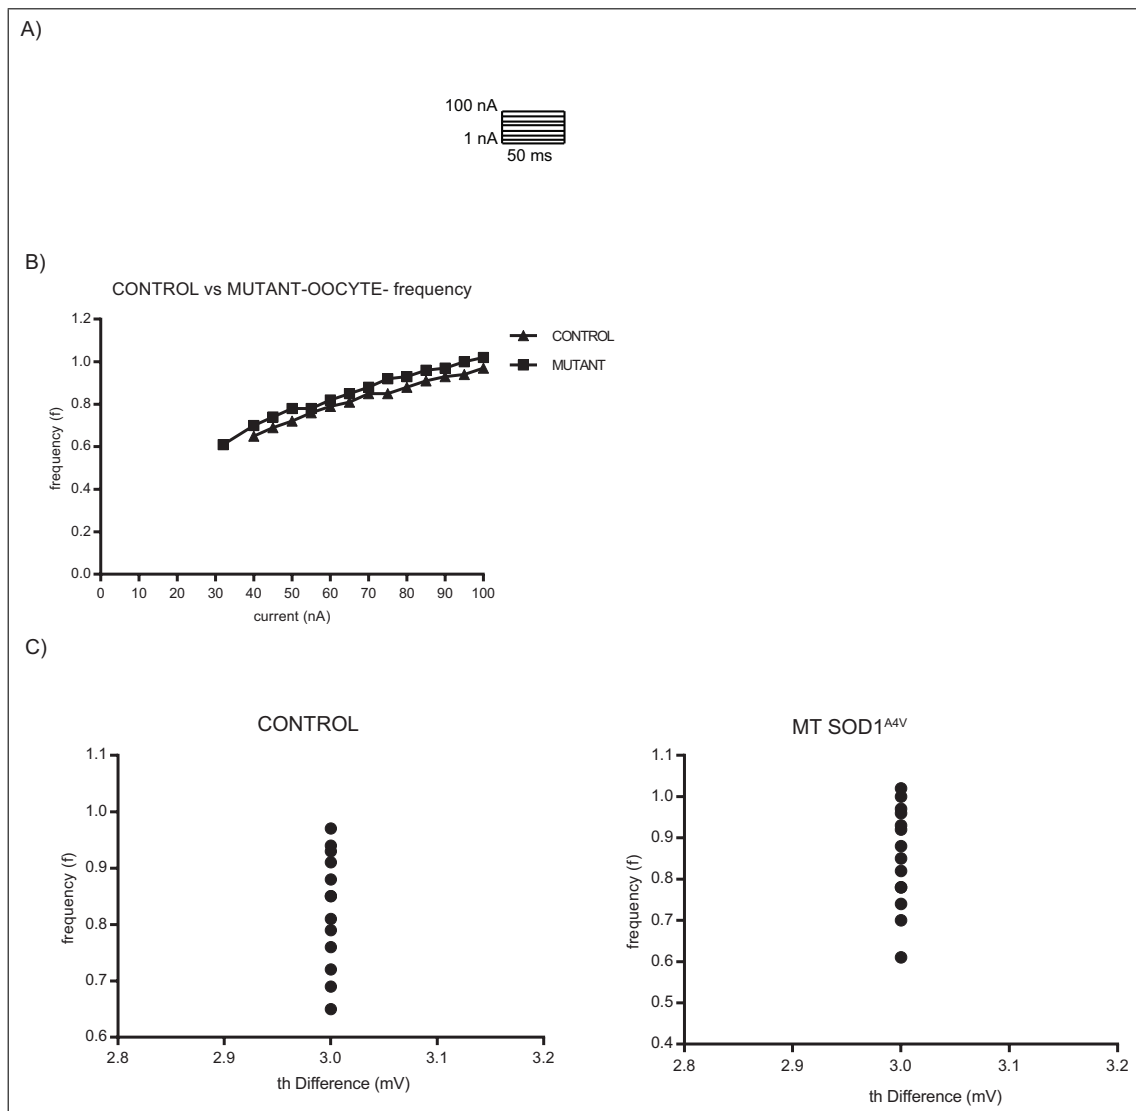 A)
100 nA
1 nA
50 ms
B)
CONTROL vs MUTANT-OOCYTE- frequency
1.2
1.0
0.8
0.6
0.4
0.2
0.0
frequency (f)
0 10 20 30 40 50 60 70 80 90 100
current (nA)
CONTROL
MUTANT
C)
CONTROL
1.1
1.0
0.9
0.8
0.7
0.6
frequency (f)
2.8 2.9 3.0 3.1 3.2
th Difference (mV)
MT SOD1A4V
1.1
1.0
0.9
0.8
0.7
0.6
0.5
0.4
frequency (f)
2.8 2.9 3.0 3.1 3.2
th Difference (mV)